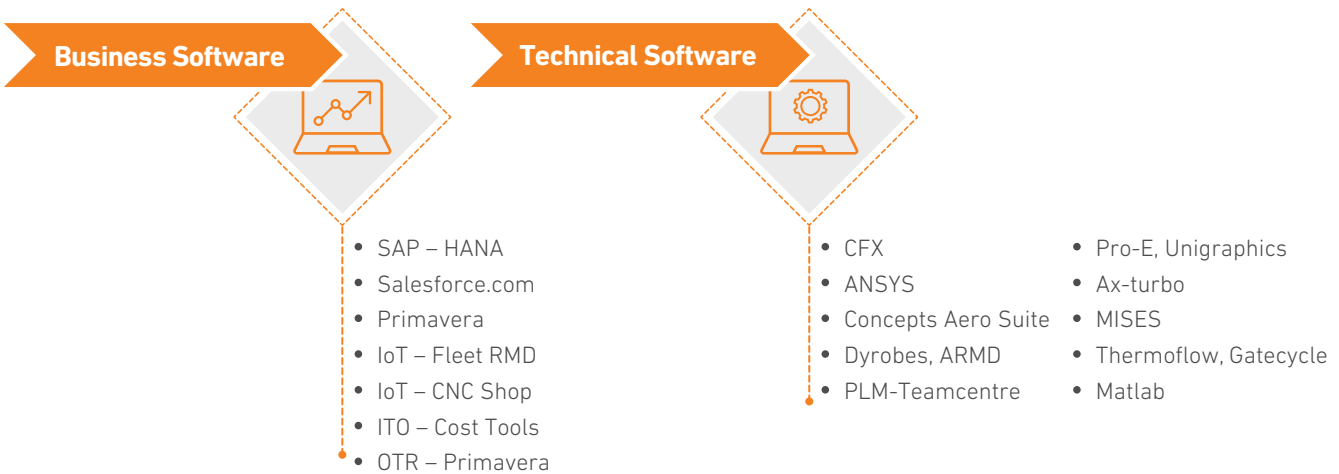 Business Software
SAP – HANA
Salesforce.com
Primavera
IoT – Fleet RMD
IoT – CNC Shop
ITO – Cost Tools
OTR – Primavera
Technical Software
CFX
ANSYS
Concepts Aero Suite
Dyrobes, ARMD
PLM-Teamcentre
Pro-E, Unigraphics
Ax-turbo
MISES
Thermoflow, Gatecycle
Matlab